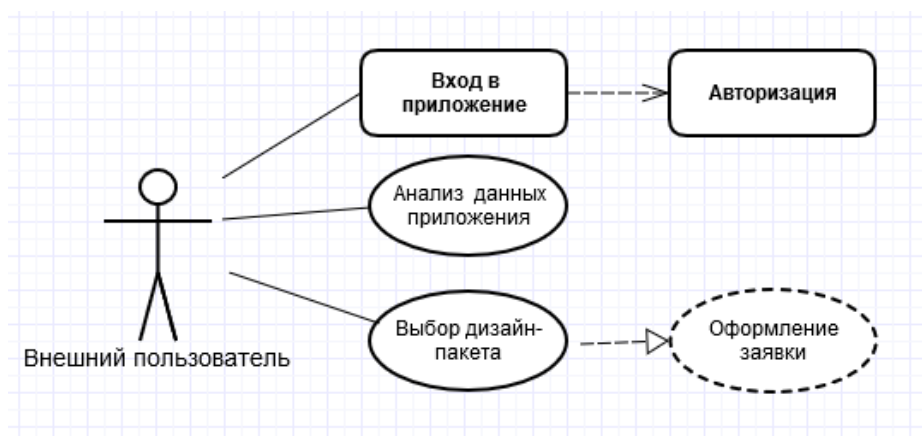 Вход в
приложение
Авторизация
Анализ данных
приложения
Выбор дизайн-
пакета
Оформление
заявки
Внешний пользователь